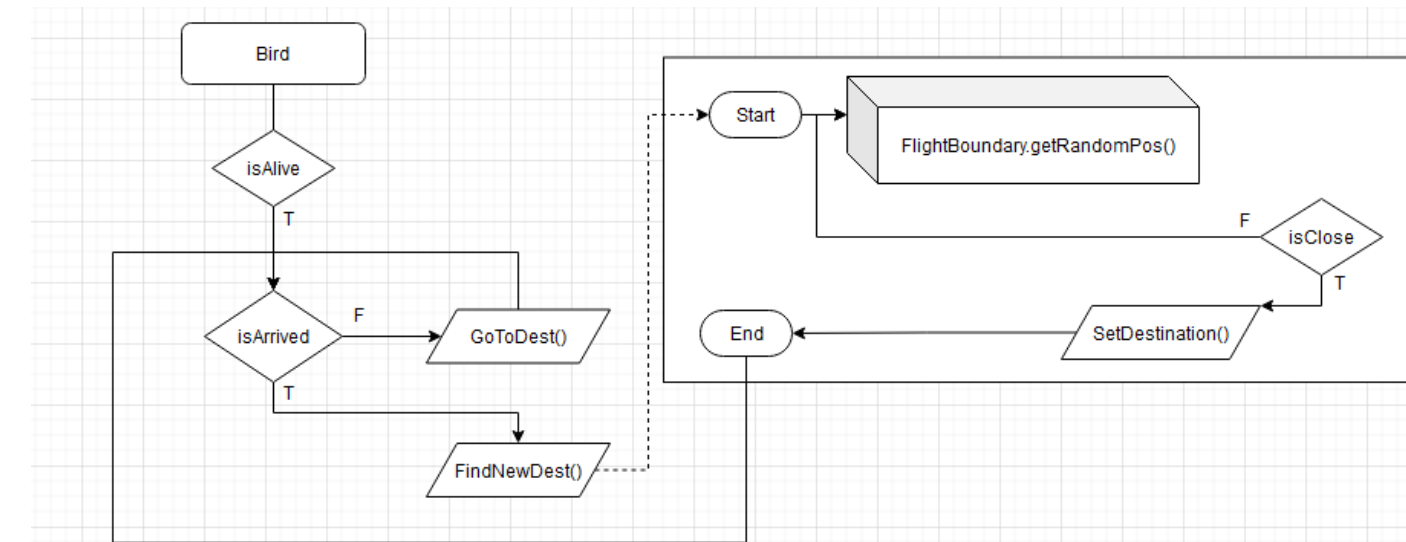 Bird
isAlive
T
isArrived
F
GoToDest()
T
FindNewDest()
Start
FlightBoundary.getRandomPos()
F
isClose
T
SetDestination()
End